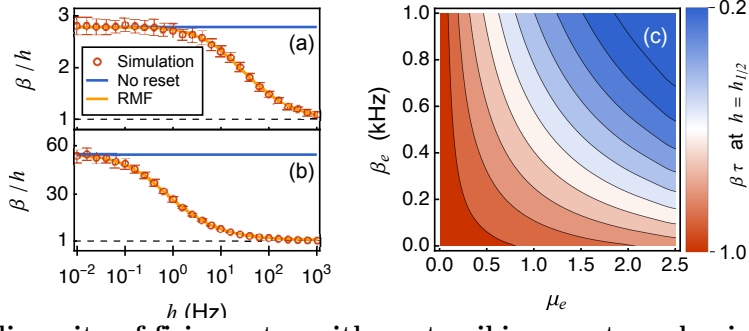 3
2
1
β / h
(a)
Simulation
No reset
RMF
60
30
1
β / h
(b)
10⁻² 10⁻¹ 10⁰ 10¹ 10² 10³
h (Hz)
1.0
0.8
0.6
0.4
0.2
0.0
βₑ (kHz)
(c)
0.0 0.5 1.0 1.5 2.0 2.5
μₑ
0.2
β τ at h = h₁/₂
1.0